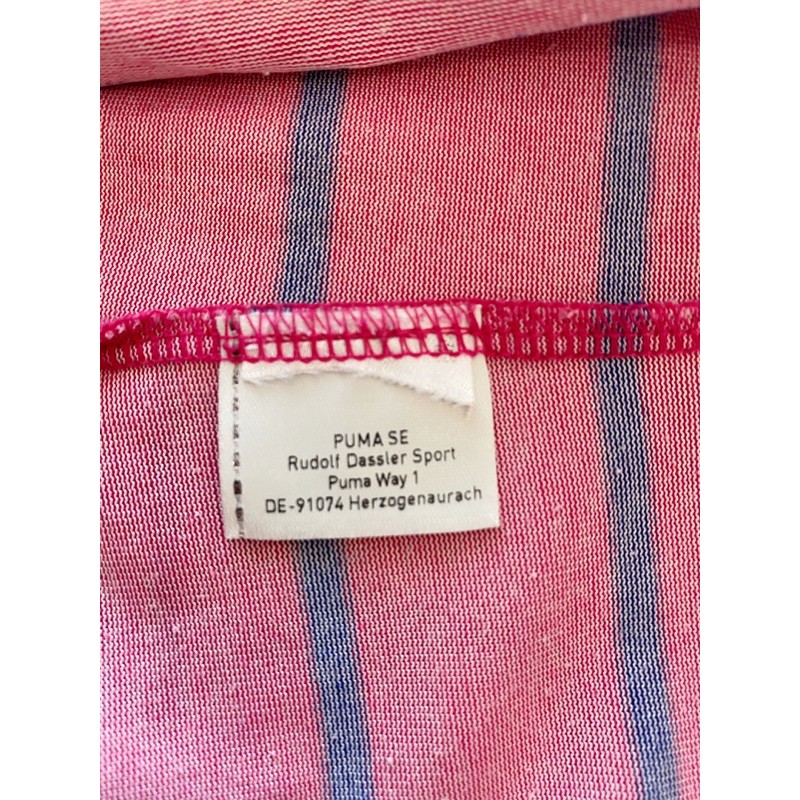 PUMA SE
Rudolf Dassler Sport
Puma Way 1
DE-91074 Herzogenaurach